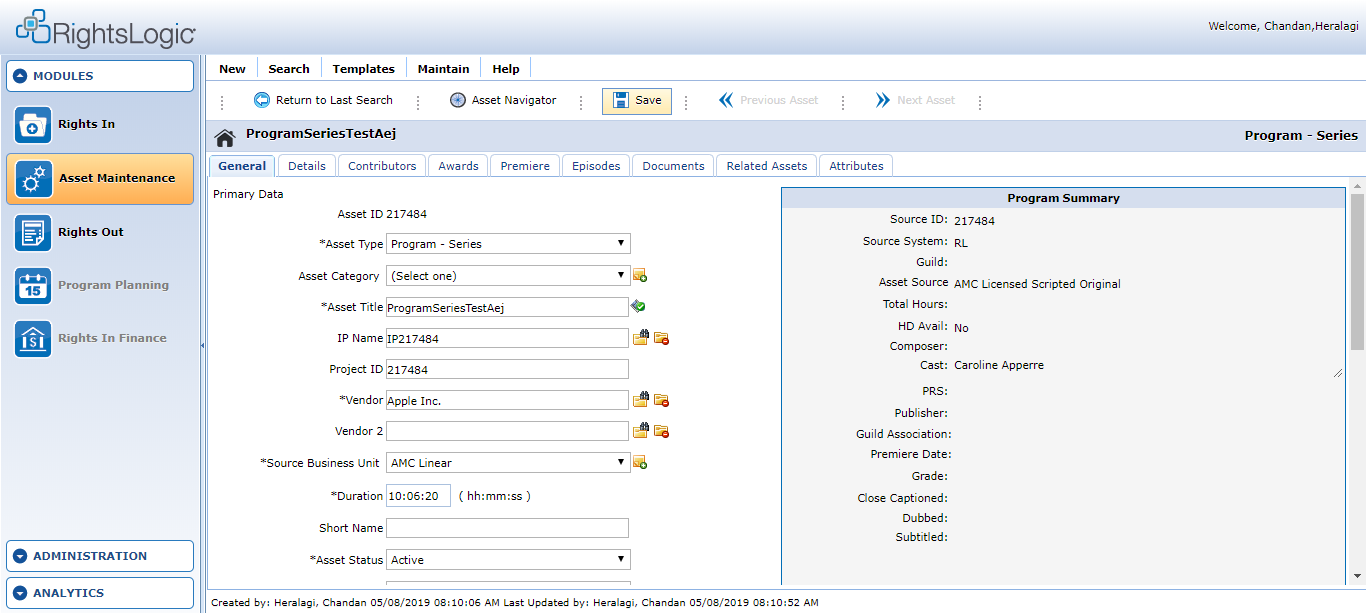 RightsLogic
Welcome, Chandan,Heralagi
MODULES
Rights In
Asset Maintenance
Rights Out
15
Program Planning
Rights In Finance
ADMINISTRATION
ANALYTICS
New Search Templates Maintain Help
Return to Last Search Asset Navigator Save Previous Asset Next Asset
ProgramSeriesTestAej
Program - Series
General Details Contributors Awards Premiere Episodes Documents Related Assets Attributes
Primary Data
Asset ID 217484
*Asset Type Program - Series
Asset Category (Select one)
*Asset Title ProgramSeriesTestAej
IP Name IP217484
Project ID 217484
*Vendor Apple Inc.
Vendor 2
*Source Business Unit AMC Linear
*Duration 10:06:20 ( hh:mm:ss )
Short Name
*Asset Status Active
Program Summary
Source ID: 217484
Source System: RL
Guild:
Asset Source AMC Licensed Scripted Original
Total Hours:
HD Avail: No
Composer:
Cast: Caroline Apperre
PRS:
Publisher:
Guild Association:
Premiere Date:
Grade:
Close Captioned:
Dubbed:
Subtitled:
Created by: Heralagi, Chandan 05/08/2019 08:10:06 AM Last Updated by: Heralagi, Chandan 05/08/2019 08:10:52 AM